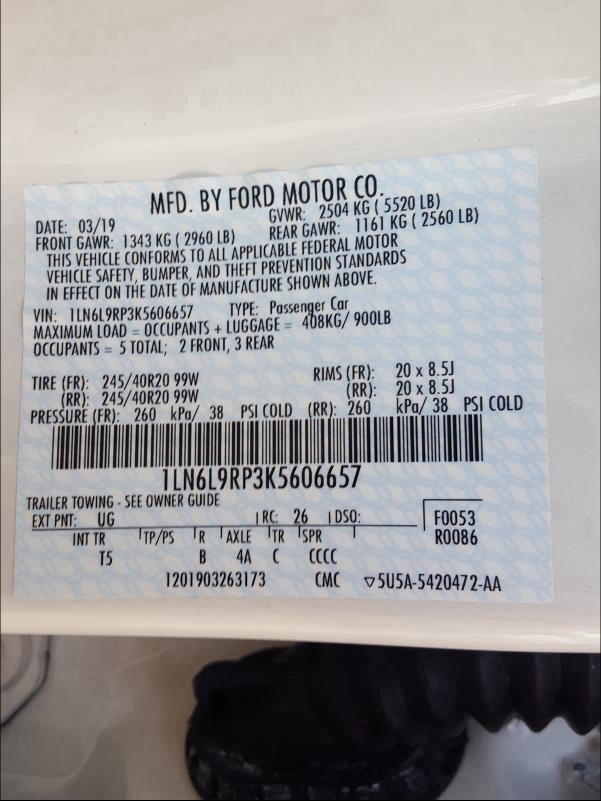 MFD. BY FORD MOTOR CO.
DATE: 03/19 GVWR: 2504 KG ( 5520 LB)
FRONT GAWR: 1343 KG ( 2960 LB) REAR GAWR: 1161 KG ( 2560 LB)
THIS VEHICLE CONFORMS TO ALL APPLICABLE FEDERAL MOTOR
VEHICLE SAFETY, BUMPER, AND THEFT PREVENTION STANDARDS
IN EFFECT ON THE DATE OF MANUFACTURE SHOWN ABOVE.
VIN: 1LN6L9RP3K5606657 TYPE: Passenger Car
MAXIMUM LOAD = OCCUPANTS + LUGGAGE = 408KG/ 900LB
OCCUPANTS = 5 TOTAL; 2 FRONT, 3 REAR
TIRE (FR): 245/40R20 99W RIMS (FR): 20 x 8.5J
(RR): 245/40R20 99W (RR): 20 x 8.5J
PRESSURE (FR): 260 kPa/ 38 PSI COLD (RR): 260 kPa/ 38 PSI COLD
1LN6L9RP3K5606657
TRAILER TOWING - SEE OWNER GUIDE
EXT PNT: UG RC: 26 DSO: F0053
INT TR TP/PS R AXLE TR SPR R0086
T5 B 4A C CCCC
1201903263173 CMC ▽5U5A-5420472-AA